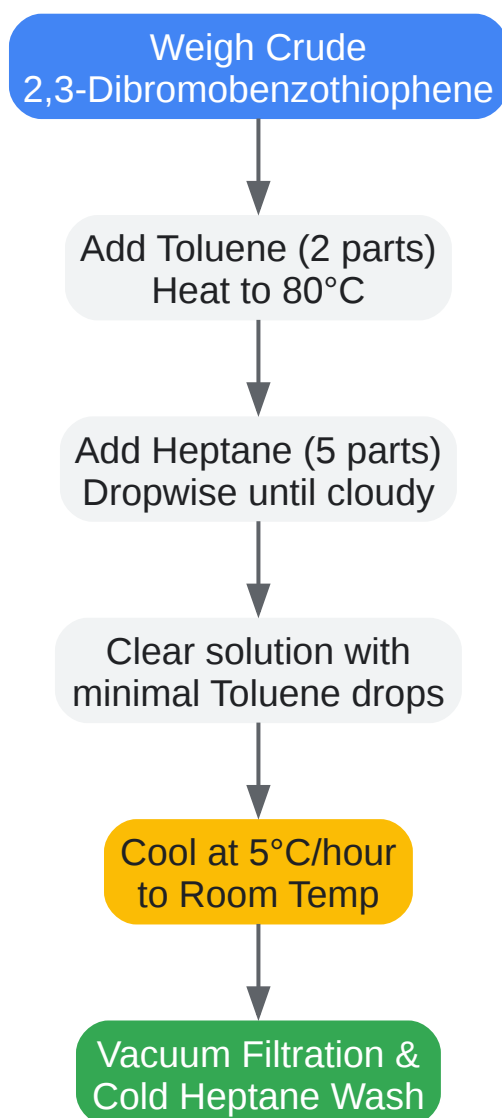 Weigh Crude
2,3-Dibromobenzothiophene
Add Toluene (2 parts)
Heat to 80°C
Add Heptane (5 parts)
Dropwise until cloudy
Clear solution with
minimal Toluene drops
Cool at 5°C/hour
to Room Temp
Vacuum Filtration &
Cold Heptane Wash